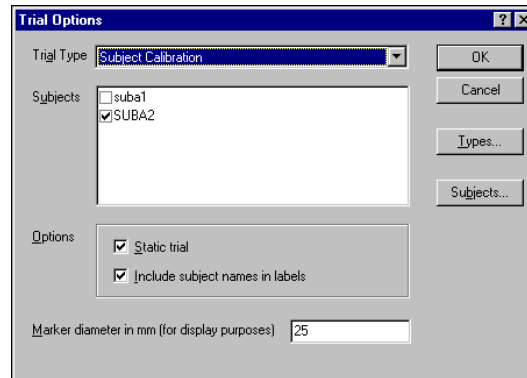 Trial Options
Trial Type Subject Calibration OK
Subjects suba1 Cancel
SUBA2
Types...
Subjects...
Options Static trial
Include subject names in labels
Marker diameter in mm (for display purposes) 25